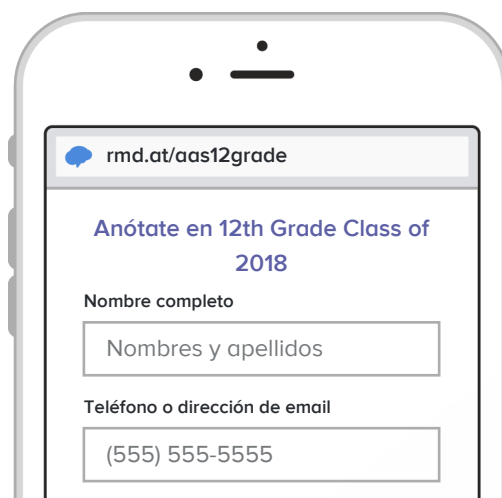 rmd.at/aas12grade
Anótate en 12th Grade Class of
2018
Nombre completo
Nombres y apellidos
Teléfono o dirección de email
(555) 555-5555